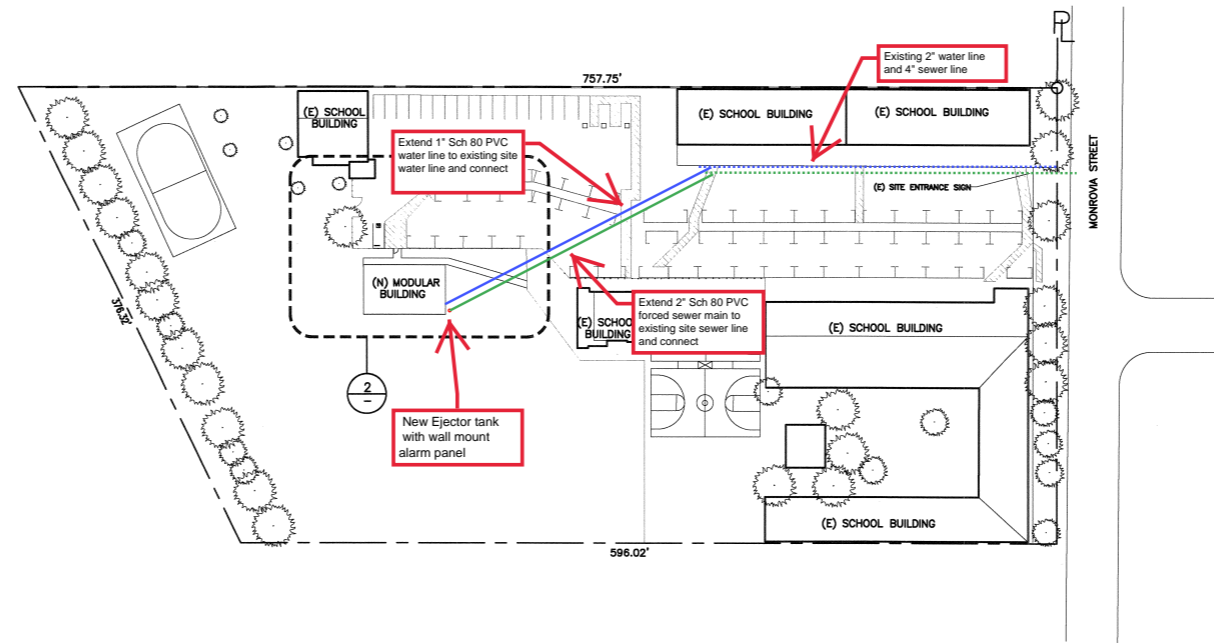 PL
Existing 2" water line
and 4" sewer line
757.75'
(E) SCHOOL
BUILDING
(E) SCHOOL BUILDING
(E) SCHOOL BUILDING
Extend 1" Sch 80 PVC
water line to existing site
water line and connect
(E) SITE ENTRANCE SIGN
MONROVIA STREET
(N) MODULAR
BUILDING
376.32'
Extend 2" Sch 80 PVC
forced sewer main to
existing site sewer line
and connect
(E) SCHOO
BUILDING
(E) SCHOOL BUILDING
2
-
New Ejector tank
with wall mount
alarm panel
(E) SCHOOL BUILDING
596.02'